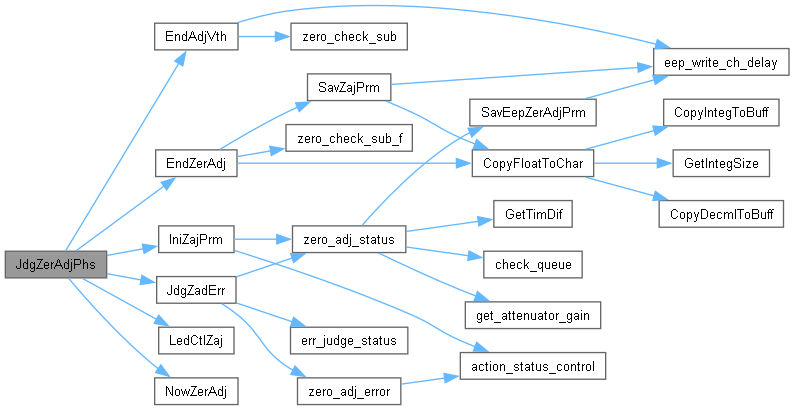 EndAdjVth
zero_check_sub
eep_write_ch_delay
SavZajPrm
SavEepZerAdjPrm
CopyIntegToBuff
zero_check_sub_f
EndZerAdj
CopyFloatToChar
GetIntegSize
GetTimDif
CopyDecmlToBuff
IniZajPrm
zero_adj_status
JdgZerAdjPhs
check_queue
JdgZadErr
get_attenuator_gain
LedCtlZaj
err_judge_status
action_status_control
NowZerAdj
zero_adj_error